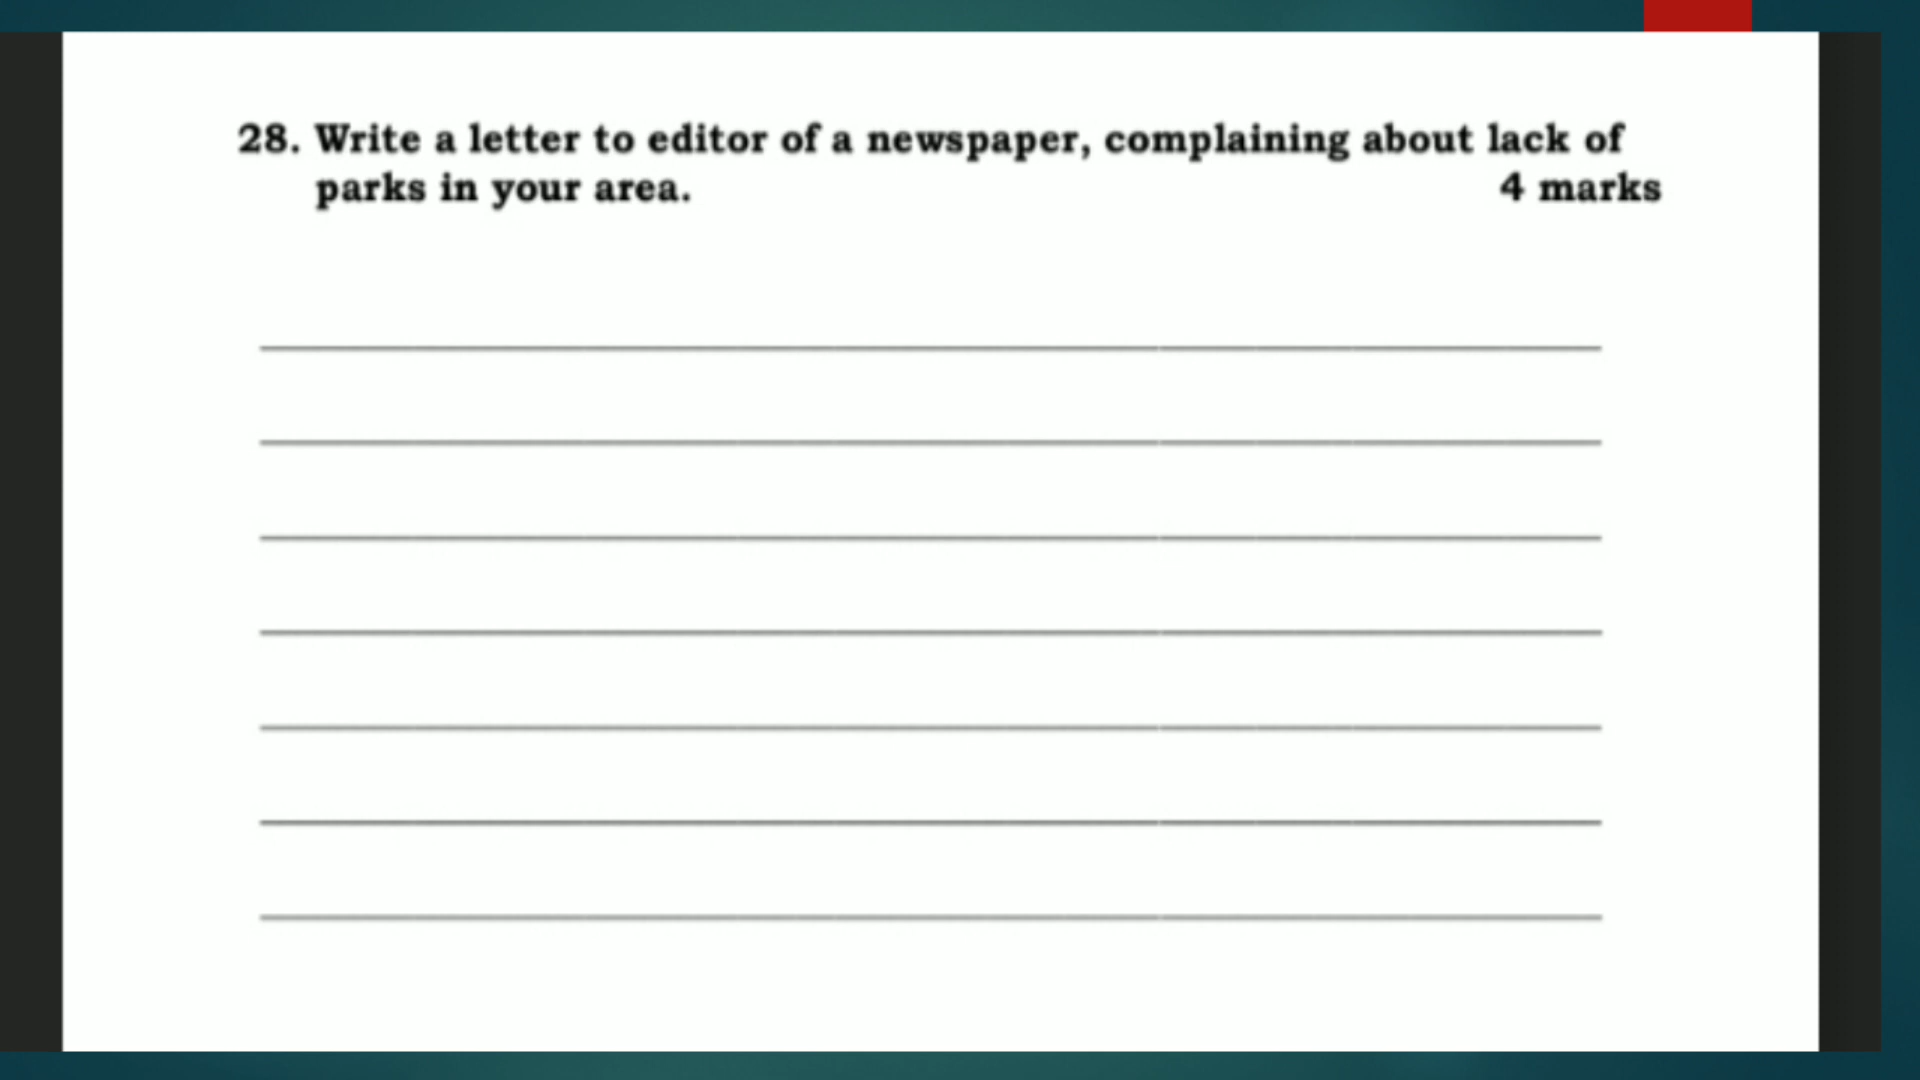 28. Write a letter to editor of a newspaper, complaining about lack of
parks in your area. 4 marks